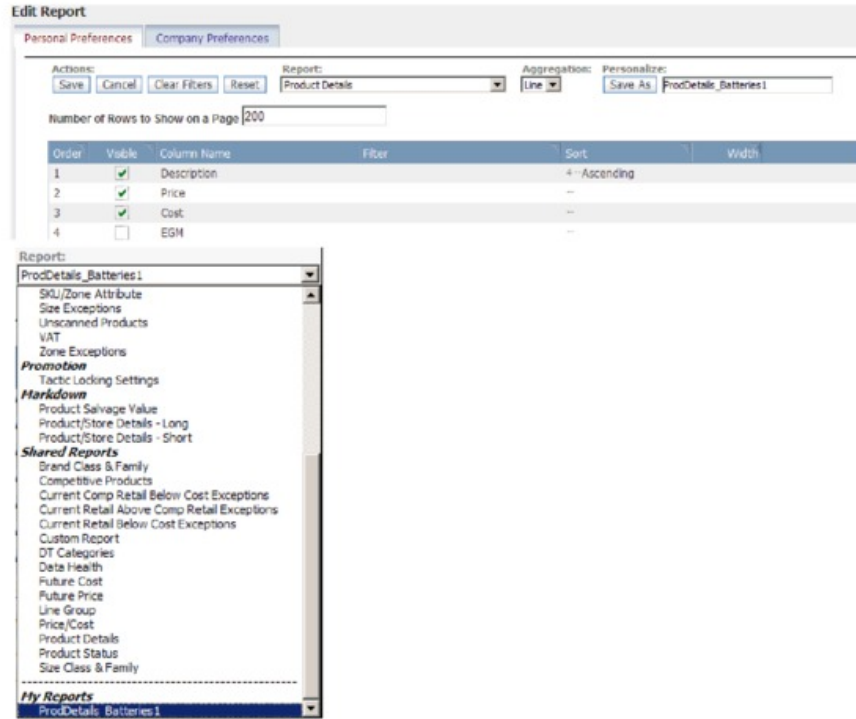 Edit Report
Personal Preferences Company Preferences
Actions: Report: Aggregation: Personalize:
Save Cancel Clear Filters Reset Product Details Line Save As ProdDetails_Batteries1
Number of Rows to Show on a Page 200
Order Visible Column Name Filter Sort Width
1 Description 4--Ascending
2 Price --
3 Cost --
4 EGM --
Report:
ProdDetails_Batteries1
SKU/Zone Attribute
Size Exceptions
Unscanned Products
VAT
Zone Exceptions
Promotion
Tactic Locking Settings
Markdown
Product Salvage Value
Product/Store Details - Long
Product/Store Details - Short
Shared Reports
Brand Class & Family
Competitive Products
Current Comp Retail Below Cost Exceptions
Current Retail Above Comp Retail Exceptions
Current Retail Below Cost Exceptions
Custom Report
DT Categories
Data Health
Future Cost
Future Price
Line Group
Price/Cost
Product Details
Product Status
Size Class & Family
My Reports
ProdDetails_Batteries1